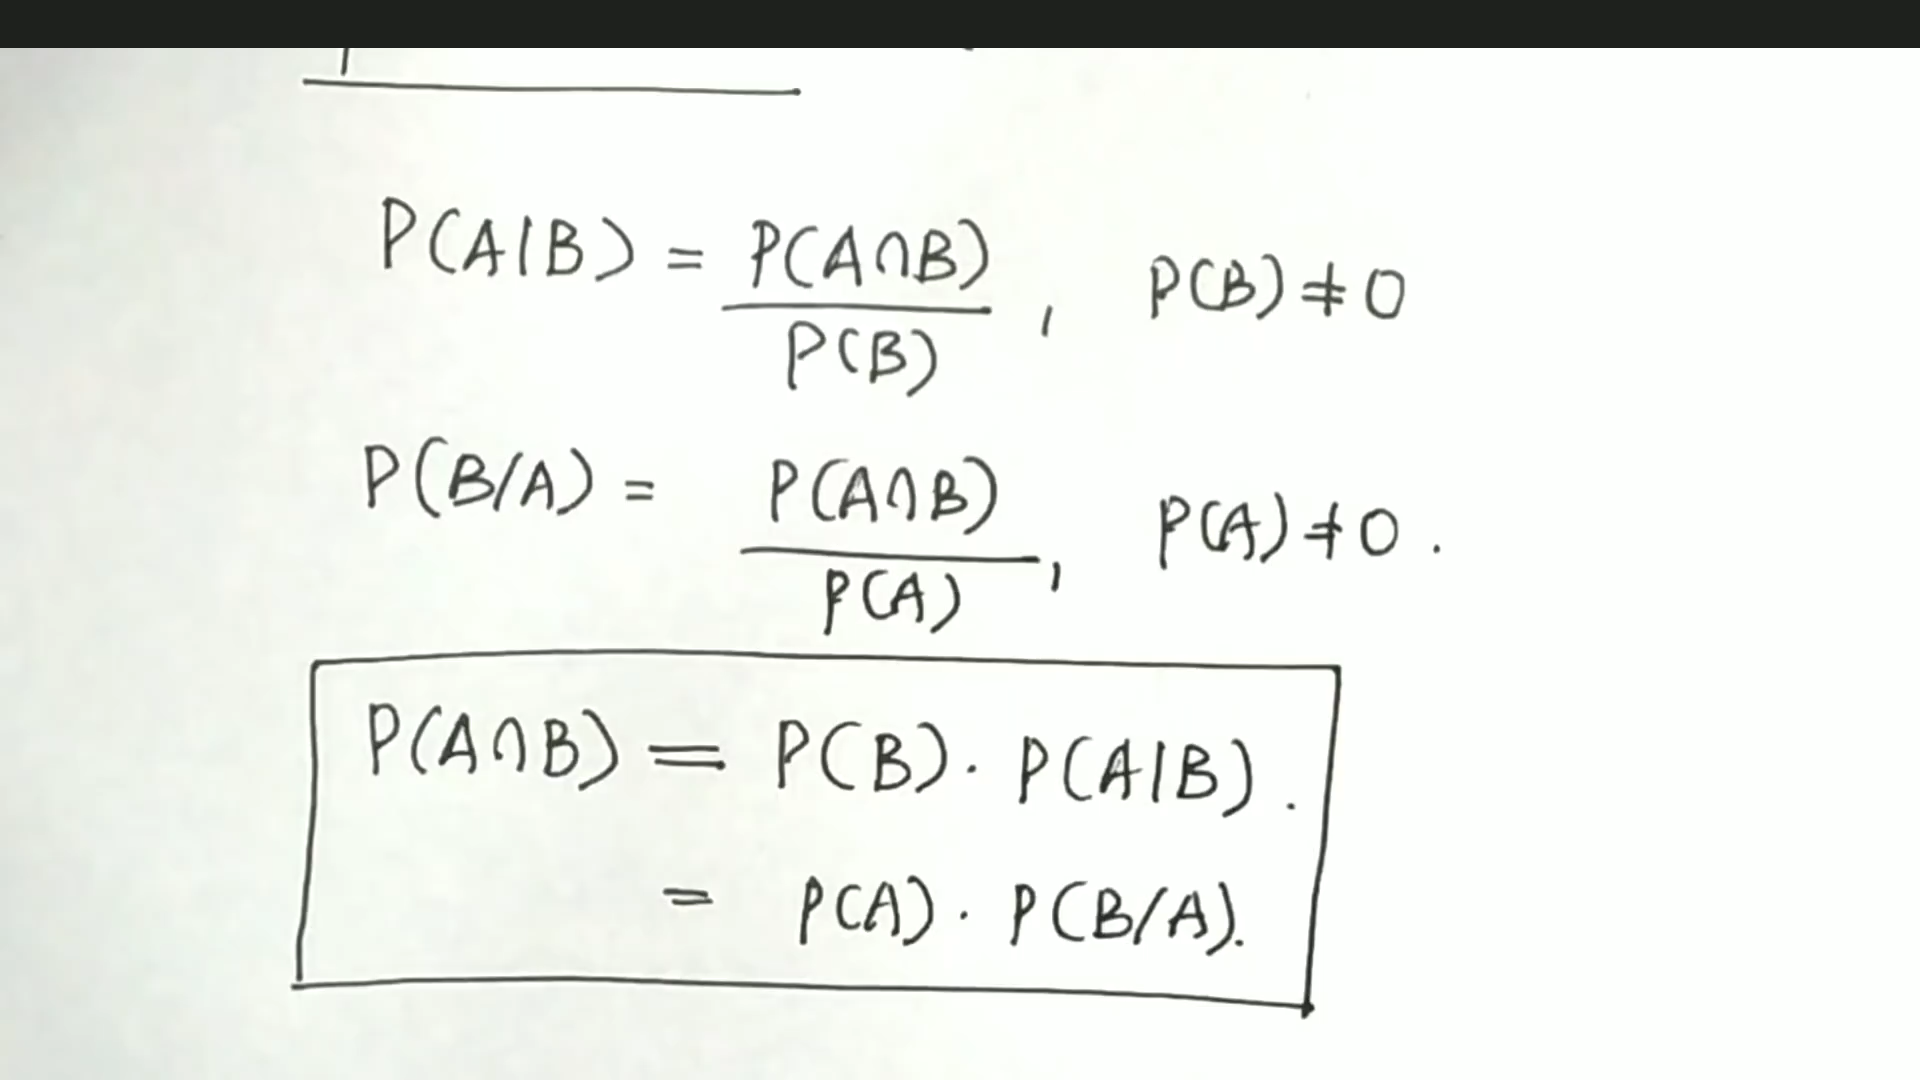 P(A|B) = P(A∩B) / P(B) , P(B) ≠ 0
P(B/A) = P(A∩B) / P(A) , P(A) ≠ 0 .
P(A∩B) = P(B) · P(A|B) .
= P(A) · P(B/A).